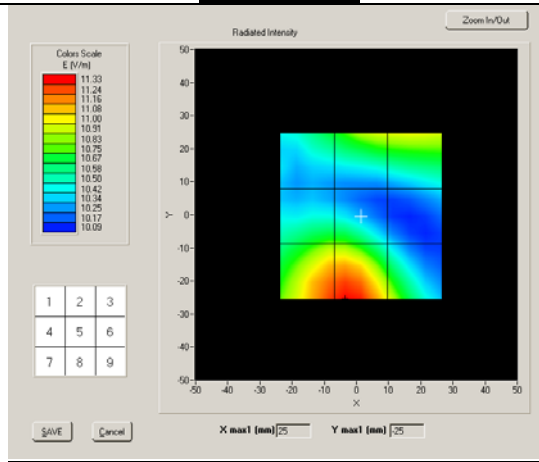 Zoom In/Out
Radiated Intensity
Colors Scale
E (V/m)
11.33
11.24
11.16
11.08
11.00
10.91
10.83
10.75
10.67
10.58
10.50
10.42
10.34
10.25
10.17
10.09
50
40
30
20
10
0
-10
-20
-30
-40
-50
Y
-50 -40 -30 -20 -10 0 10 20 30 40 50
X
1 2 3
4 5 6
7 8 9
SAVE Cancel
X max1 (mm) 25 Y max1 (mm) -25